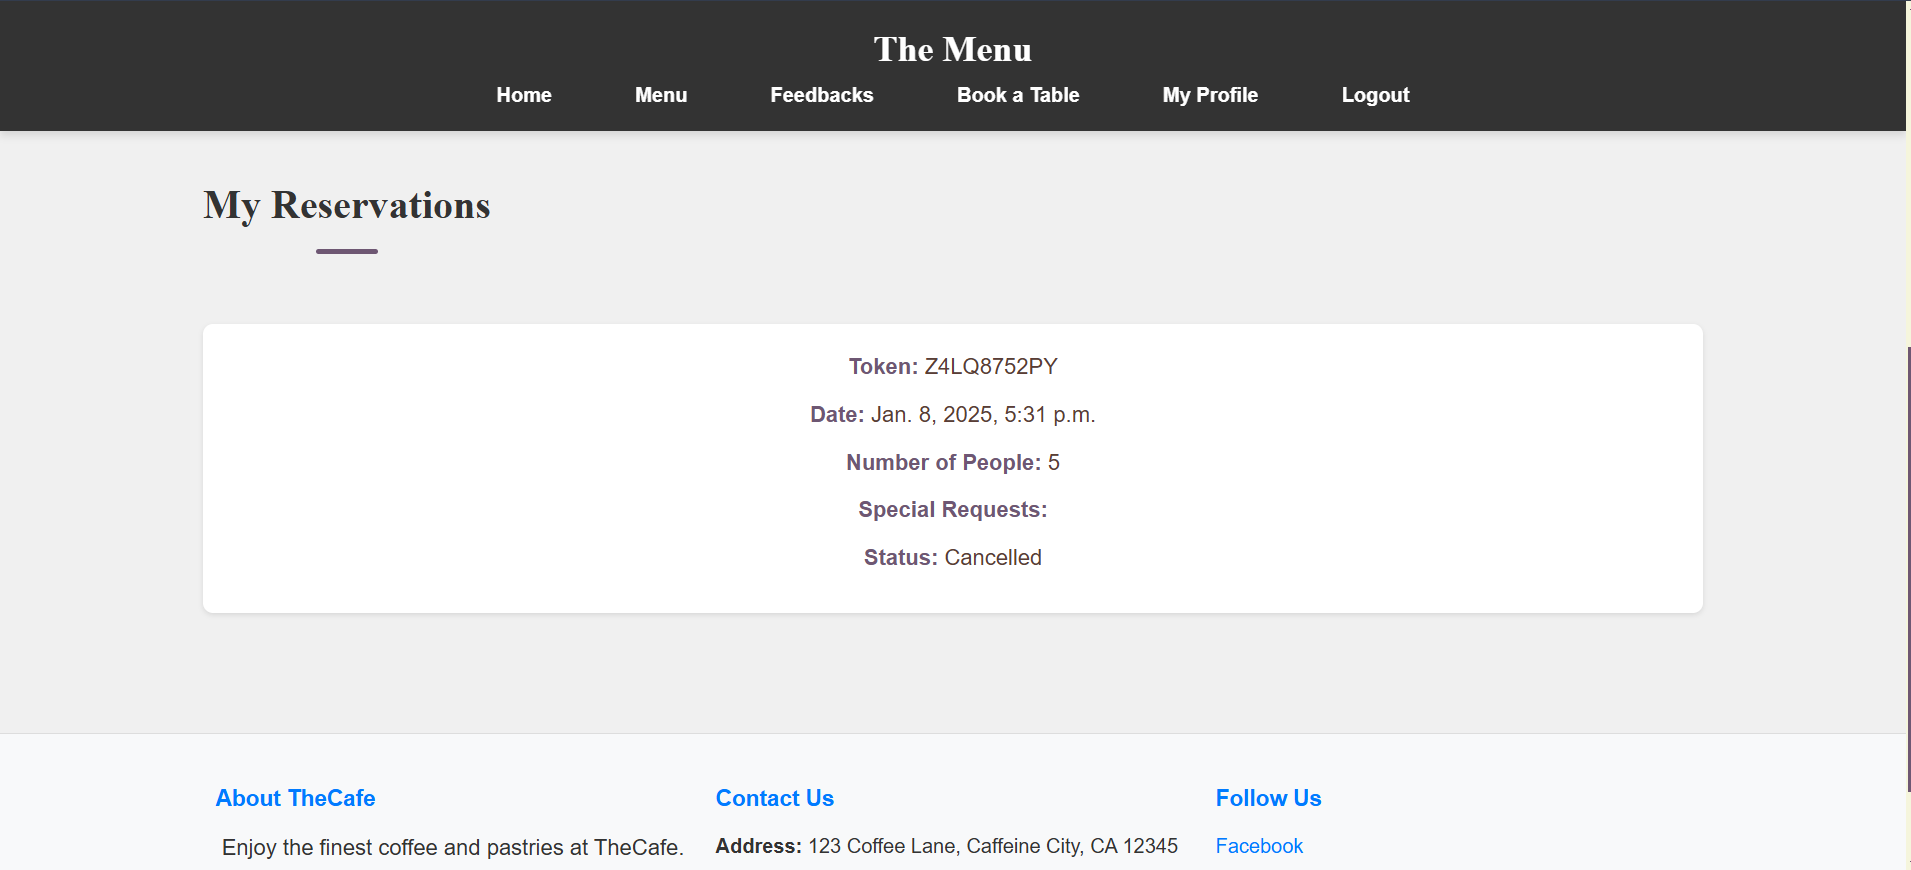 The Menu
Home Menu Feedbacks Book a Table My Profile Logout
My Reservations
Token: Z4LQ8752PY
Date: Jan. 8, 2025, 5:31 p.m.
Number of People: 5
Special Requests:
Status: Cancelled
About TheCafe
Enjoy the finest coffee and pastries at TheCafe.
Contact Us
Address: 123 Coffee Lane, Caffeine City, CA 12345
Follow Us
Facebook